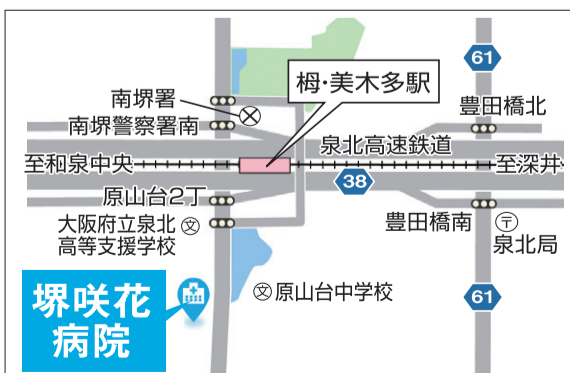 61
栂・美木多駅
南堺署
豊田橋北
南堺警察署南
泉北高速鉄道
至和泉中央
至深井
38
原山台2丁
大阪府立泉北
高等支援学校
文
豊田橋南
〒
泉北局
文
原山台中学校
堺咲花
病院
61